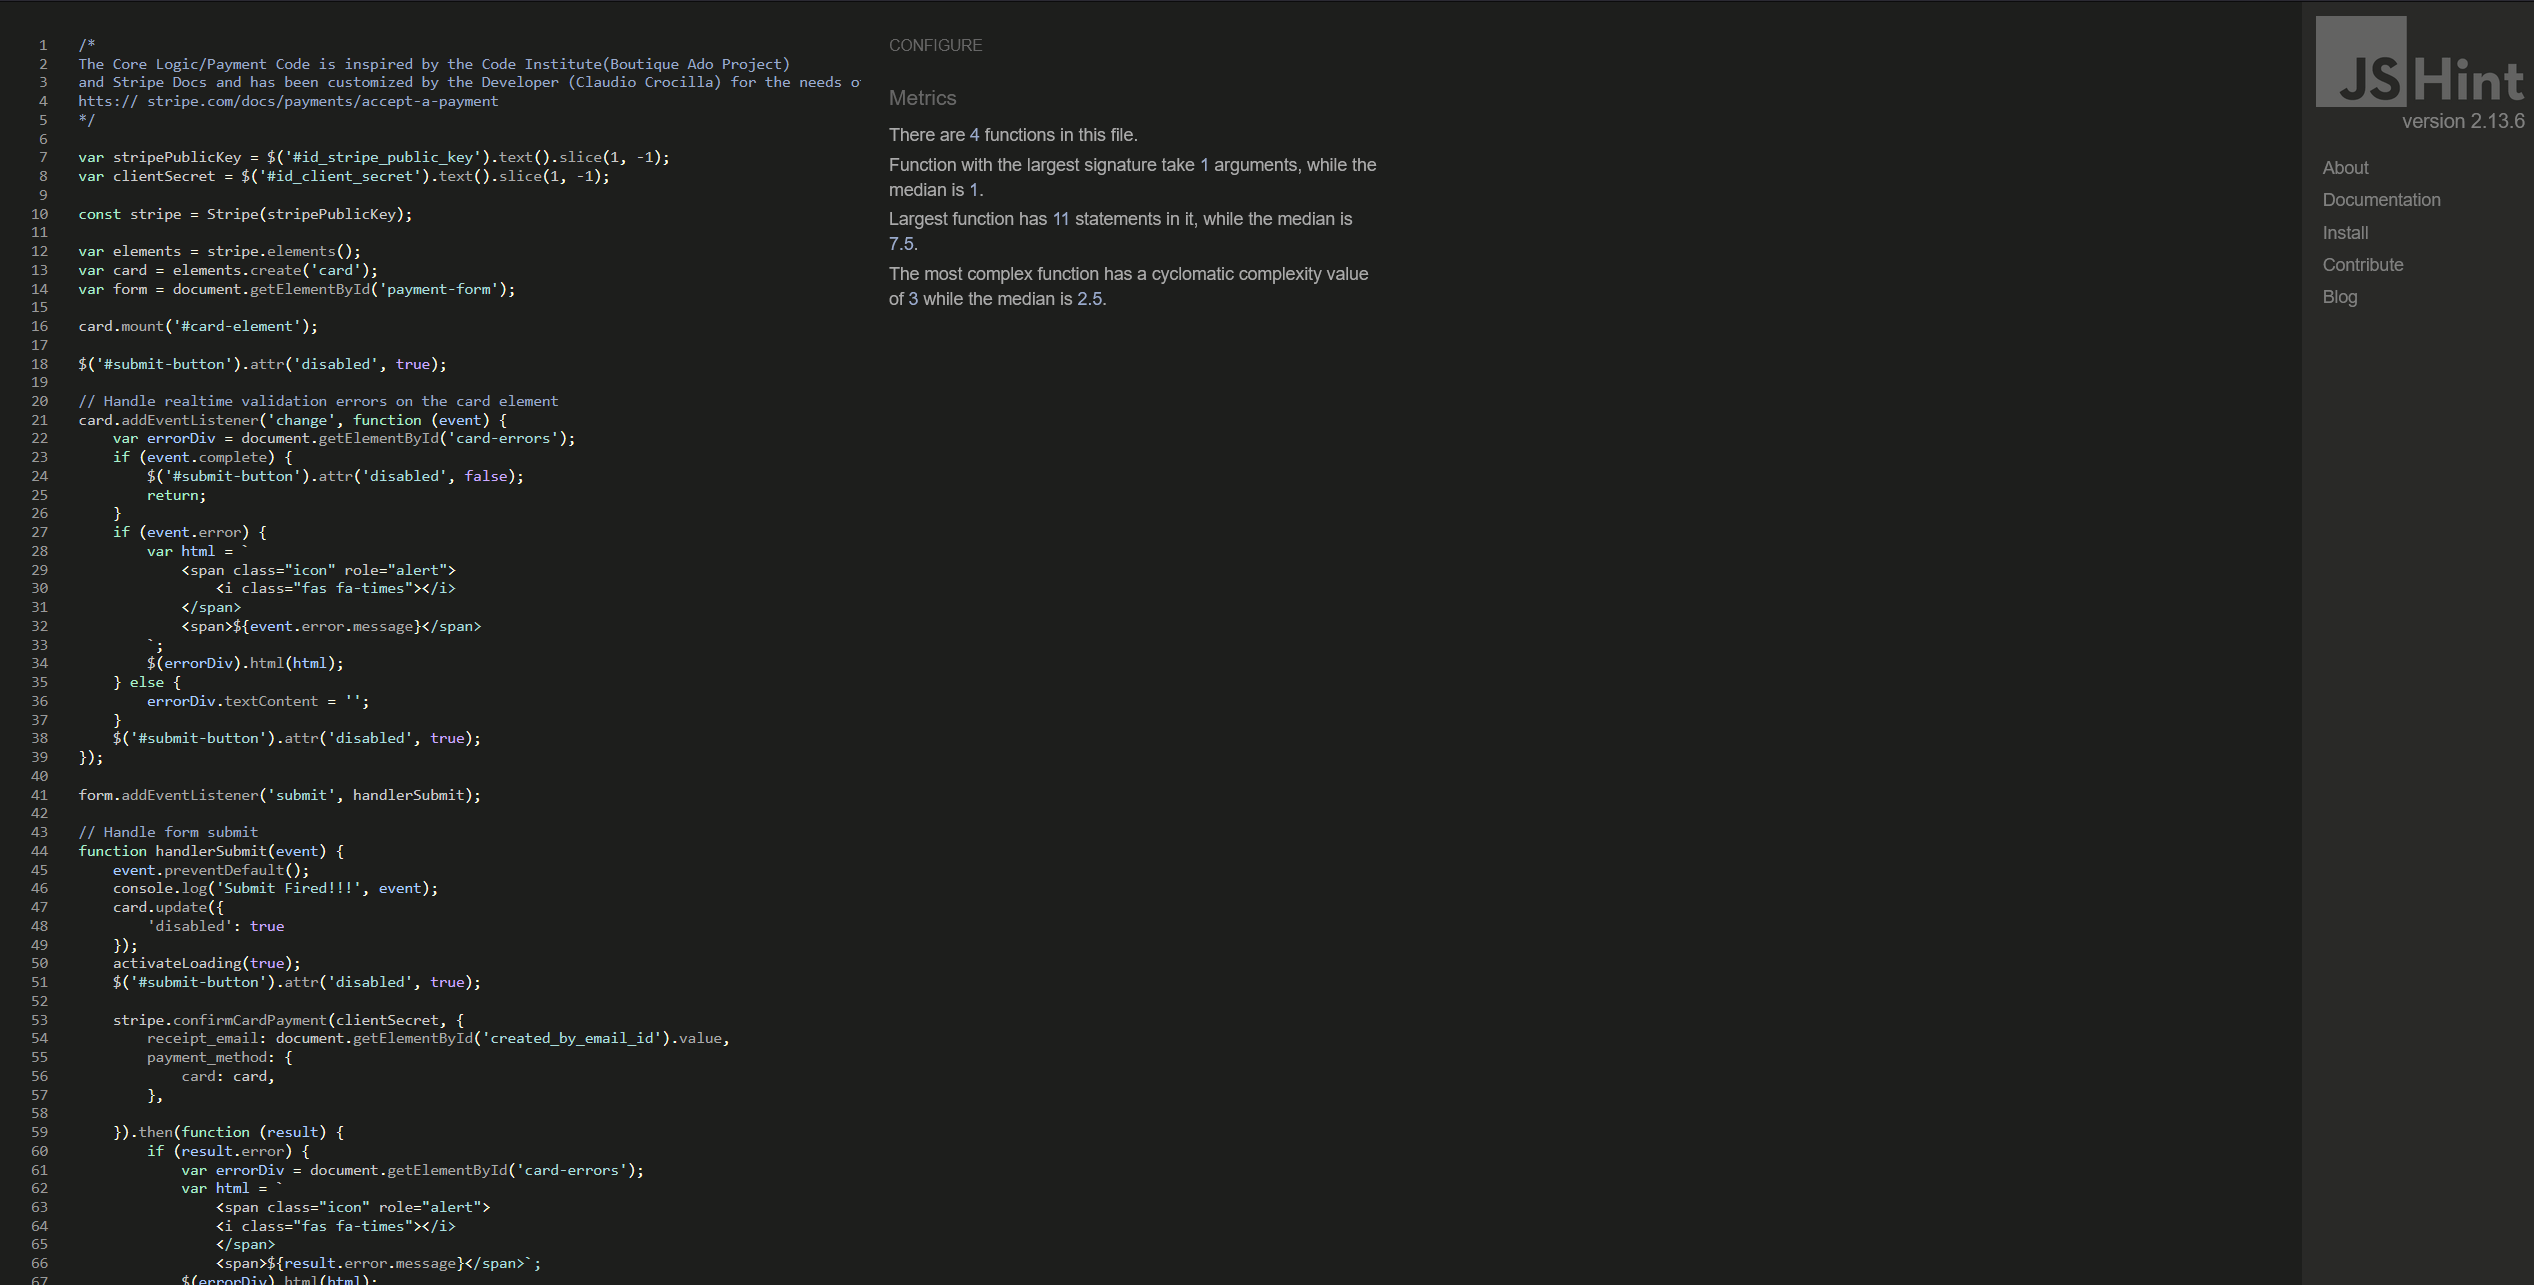 1 /*
2 The Core Logic/Payment Code is inspired by the Code Institute(Boutique Ado Project)
3 and Stripe Docs and has been customized by the Developer (Claudio Crocilla) for the needs o
4 htts:// stripe.com/docs/payments/accept-a-payment
5 */
6
7 var stripePublicKey = $('#id_stripe_public_key').text().slice(1, -1);
8 var clientSecret = $('#id_client_secret').text().slice(1, -1);
9
10 const stripe = Stripe(stripePublicKey);
11
12 var elements = stripe.elements();
13 var card = elements.create('card');
14 var form = document.getElementById('payment-form');
15
16 card.mount('#card-element');
17
18 $('#submit-button').attr('disabled', true);
19
20 // Handle realtime validation errors on the card element
21 card.addEventListener('change', function (event) {
22     var errorDiv = document.getElementById('card-errors');
23     if (event.complete) {
24         $('#submit-button').attr('disabled', false);
25         return;
26     }
27     if (event.error) {
28         var html = `
29             <span class="icon" role="alert">
30                 <i class="fas fa-times"></i>
31             </span>
32             <span>${event.error.message}</span>
33         `;
34         $(errorDiv).html(html);
35     } else {
36         errorDiv.textContent = '';
37     }
38     $('#submit-button').attr('disabled', true);
39 });
40
41 form.addEventListener('submit', handlerSubmit);
42
43 // Handle form submit
44 function handlerSubmit(event) {
45     event.preventDefault();
46     console.log('Submit Fired!!!', event);
47     card.update({
48         'disabled': true
49     });
50     activateLoading(true);
51     $('#submit-button').attr('disabled', true);
52
53     stripe.confirmCardPayment(clientSecret, {
54         receipt_email: document.getElementById('created_by_email_id').value,
55         payment_method: {
56             card: card,
57         },
58
59     }).then(function (result) {
60         if (result.error) {
61             var errorDiv = document.getElementById('card-errors');
62             var html = `
63                 <span class="icon" role="alert">
64                 <i class="fas fa-times"></i>
65                 </span>
66                 <span>${result.error.message}</span>`;
67             $(errorDiv).html(html);
CONFIGURE
Metrics
There are 4 functions in this file.
Function with the largest signature take 1 arguments, while the
median is 1.
Largest function has 11 statements in it, while the median is
7.5.
The most complex function has a cyclomatic complexity value
of 3 while the median is 2.5.
JSHint
version 2.13.6
About
Documentation
Install
Contribute
Blog